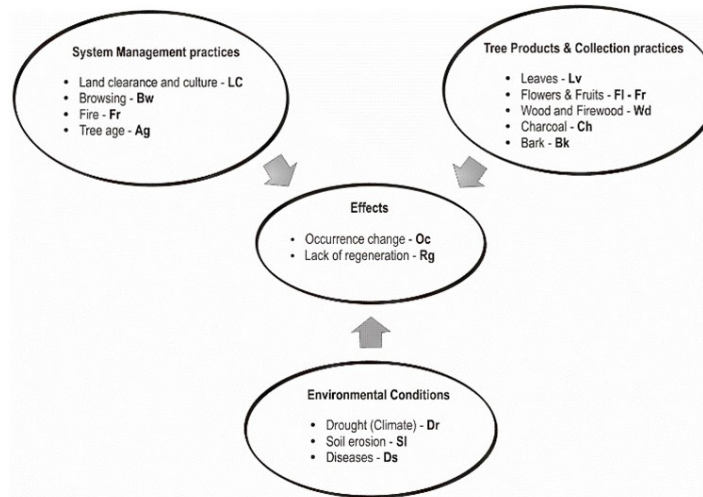 System Management practices
• Land clearance and culture - LC
• Browsing - Bw
• Fire - Fr
• Tree age - Ag
Tree Products & Collection practices
• Leaves - Lv
• Flowers & Fruits - Fl - Fr
• Wood and Firewood - Wd
• Charcoal - Ch
• Bark - Bk
Effects
• Occurrence change - Oc
• Lack of regeneration - Rg
Environmental Conditions
• Drought (Climate) - Dr
• Soil erosion - Sl
• Diseases - Ds